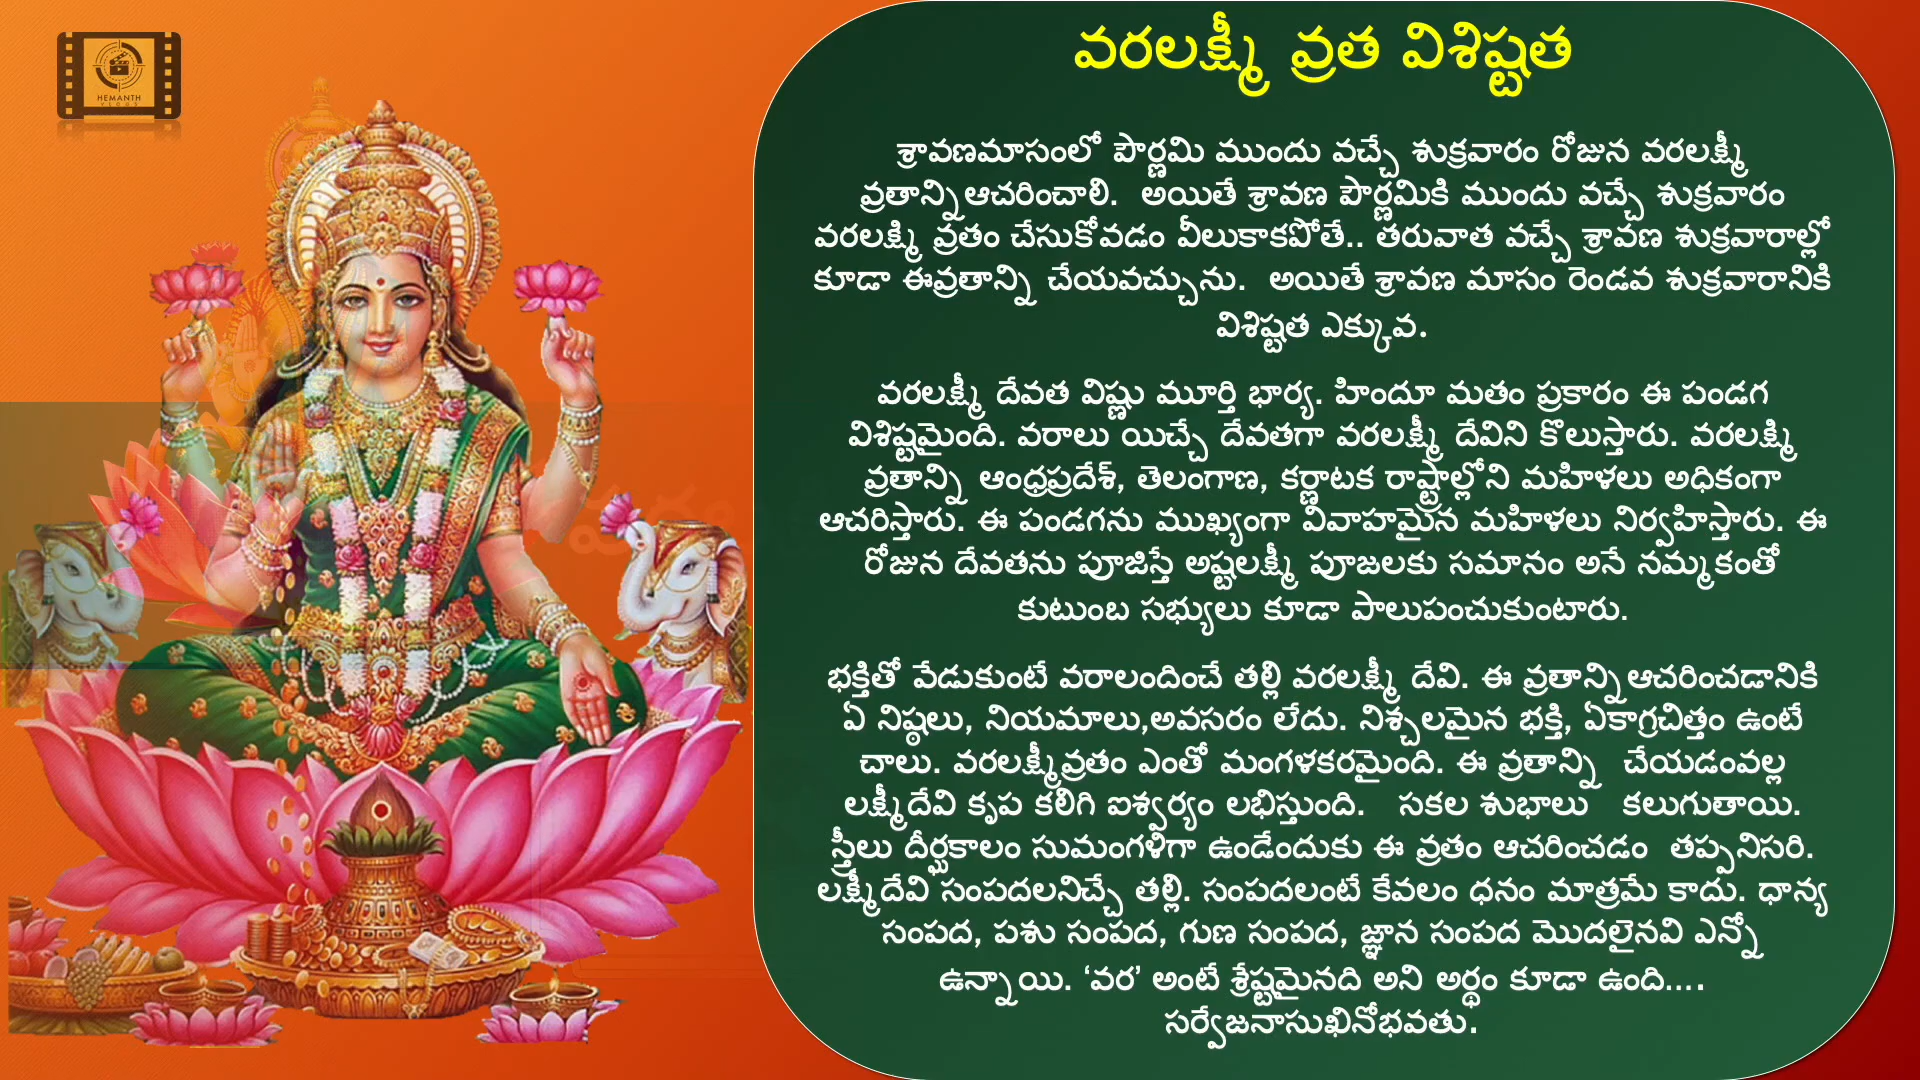 HEMANTH
VLOGS
వరలక్ష్మీ వ్రత విశిష్టత
శ్రావణమాసంలో పౌర్ణమి ముందు వచ్చే శుక్రవారం రోజున వరలక్ష్మీ
వ్రతాన్నిఆచరించాలి. అయితే శ్రావణ పౌర్ణమికి ముందు వచ్చే శుక్రవారం
వరలక్ష్మి వ్రతం చేసుకోవడం వీలుకాకపోతే.. తరువాత వచ్చే శ్రావణ శుక్రవారాల్లో
కూడా ఈవ్రతాన్ని చేయవచ్చును. అయితే శ్రావణ మాసం రెండవ శుక్రవారానికి
విశిష్టత ఎక్కువ.
వరలక్ష్మీ దేవత విష్ణు మూర్తి భార్య. హిందూ మతం ప్రకారం ఈ పండగ
విశిష్టమైంది. వరాలు యిచ్చే దేవతగా వరలక్ష్మీ దేవిని కొలుస్తారు. వరలక్ష్మి
వ్రతాన్ని ఆంధ్రప్రదేశ్, తెలంగాణ, కర్ణాటక రాష్ట్రాల్లోని మహిళలు అధికంగా
ఆచరిస్తారు. ఈ పండగను ముఖ్యంగా వివాహమైన మహిళలు నిర్వహిస్తారు. ఈ
రోజున దేవతను పూజిస్తే అష్టలక్ష్మీ పూజలకు సమానం అనే నమ్మకంతో
కుటుంబ సభ్యులు కూడా పాలుపంచుకుంటారు.
భక్తితో వేడుకుంటే వరాలందించే తల్లి వరలక్ష్మీ దేవి. ఈ వ్రతాన్నిఆచరించడానికి
ఏ నిష్ఠలు, నియమాలు,అవసరం లేదు. నిశ్చలమైన భక్తి, ఏకాగ్రచిత్తం ఉంటే
చాలు. వరలక్ష్మీవ్రతం ఎంతో మంగళకరమైంది. ఈ వ్రతాన్ని చేయడంవల్ల
లక్ష్మీదేవి కృప కలిగి ఐశ్వర్యం లభిస్తుంది. సకల శుభాలు కలుగుతాయి.
స్త్రీలు దీర్ఘకాలం సుమంగళిగా ఉండేందుకు ఈ వ్రతం ఆచరించడం తప్పనిసరి.
లక్ష్మీదేవి సంపదలనిచ్చే తల్లి. సంపదలంటే కేవలం ధనం మాత్రమే కాదు. ధాన్య
సంపద, పశు సంపద, గుణ సంపద, జ్ఞాన సంపద మొదలైనవి ఎన్నో
ఉన్నాయి. ‘వర’ అంటే శ్రేష్టమైనది అని అర్థం కూడా ఉంది....
సర్వేజనాసుఖినోభవతు.